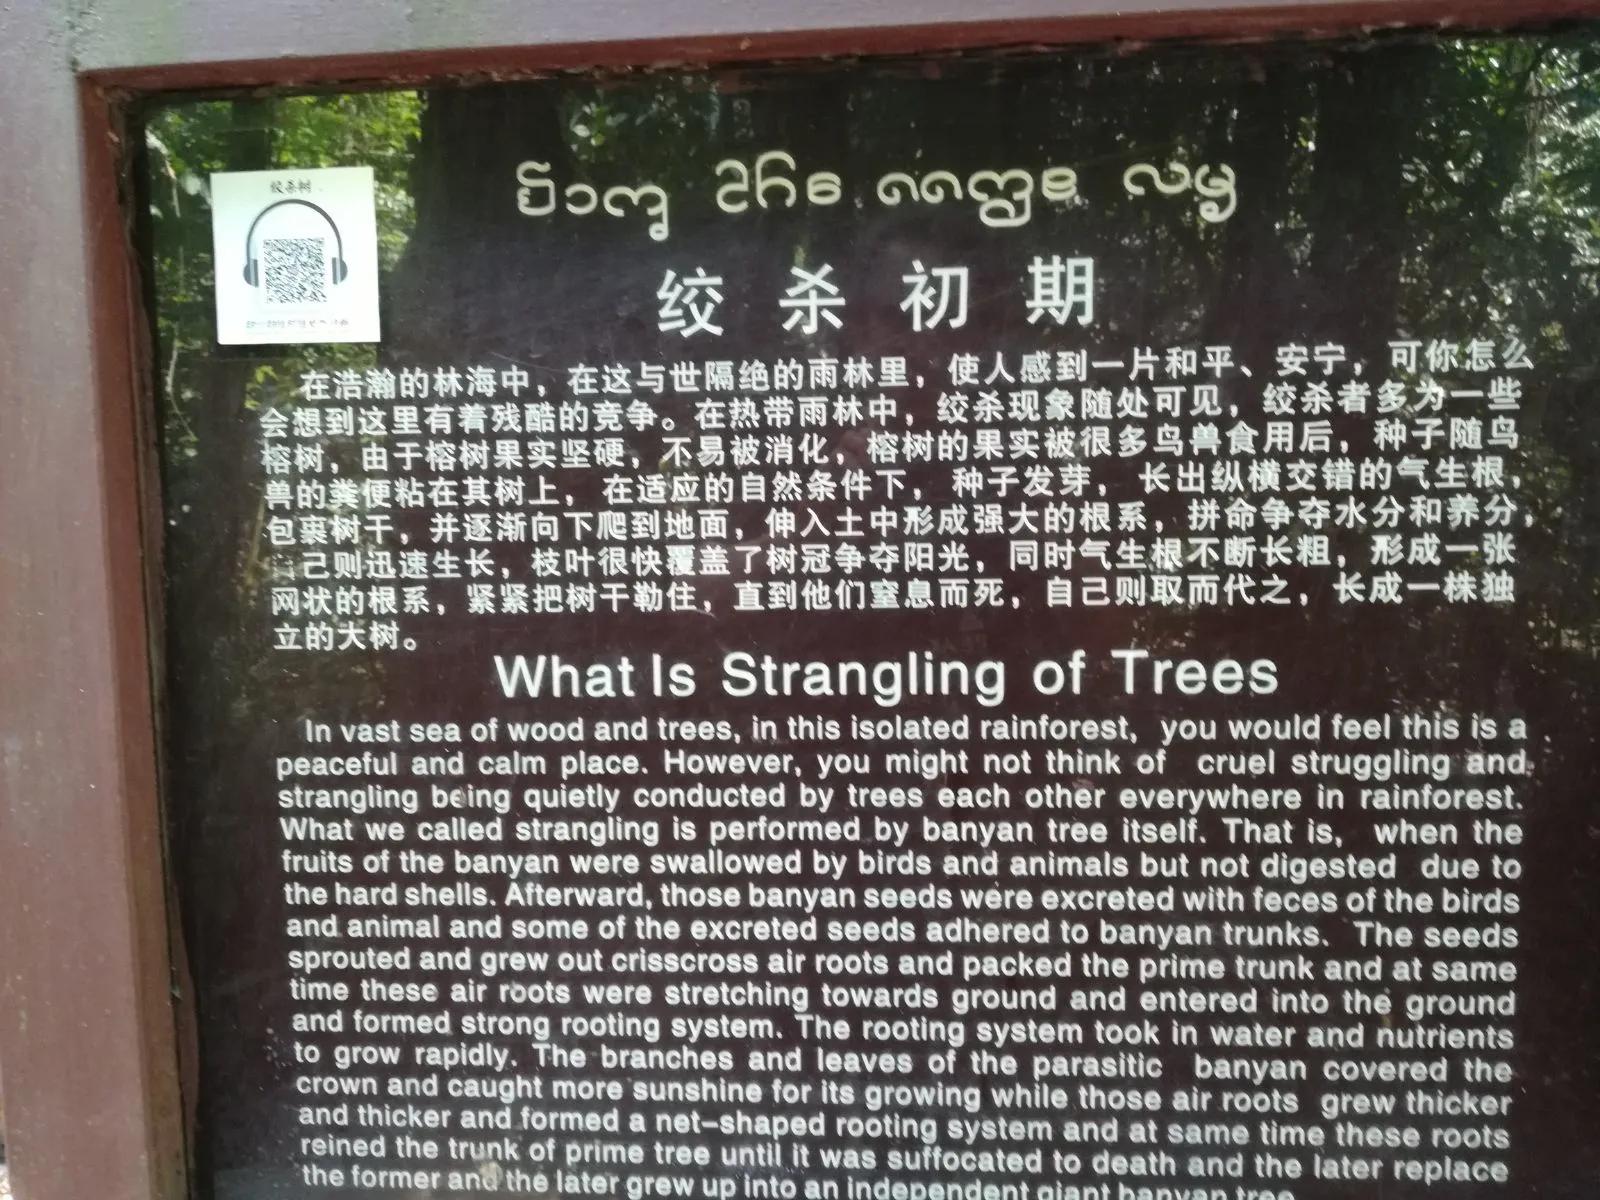 绞杀树
绞杀初期
在浩瀚的林海中，在这与世隔绝的雨林里，使人感到一片和平、安宁，可你怎么
会想到这里有着残酷的竞争。在热带雨林中，绞杀现象随处可见，绞杀者多为一些
榕树，由于榕树果实坚硬，不易被消化，榕树的果实被很多鸟兽食用后，种子随鸟
兽的粪便粘在其树上，在适应的自然条件下，种子发芽，长出纵横交错的气生根，
包裹树干，并逐渐向下爬到地面，伸入土中形成强大的根系，拼命争夺水分和养分，
自己则迅速生长，枝叶很快覆盖了树冠争夺阳光，同时气生根不断长粗，形成一张
网状的根系，紧紧把树干勒住，直到他们窒息而死，自己则取而代之，长成一株独
立的大树。
What Is Strangling of Trees
In vast sea of wood and trees, in this isolated rainforest, you would feel this is a
peaceful and calm place. However, you might not think of cruel struggling and
strangling being quietly conducted by trees each other everywhere in rainforest.
What we called strangling is performed by banyan tree itself. That is, when the
fruits of the banyan were swallowed by birds and animals but not digested due to
the hard shells. Afterward, those banyan seeds were excreted with feces of the birds
and animal and some of the excreted seeds adhered to banyan trunks. The seeds
sprouted and grew out crisscross air roots and packed the prime trunk and at same
time these air roots were stretching towards ground and entered into the ground
and formed strong rooting system. The rooting system took in water and nutrients
to grow rapidly. The branches and leaves of the parasitic banyan covered the
crown and caught more sunshine for its growing while those air roots grew thicker
and thicker and formed a net-shaped rooting system and at same time these roots
reined the trunk of prime tree until it was suffocated to death and the later replace
the former and the later grew up into an independent giant banyan tree